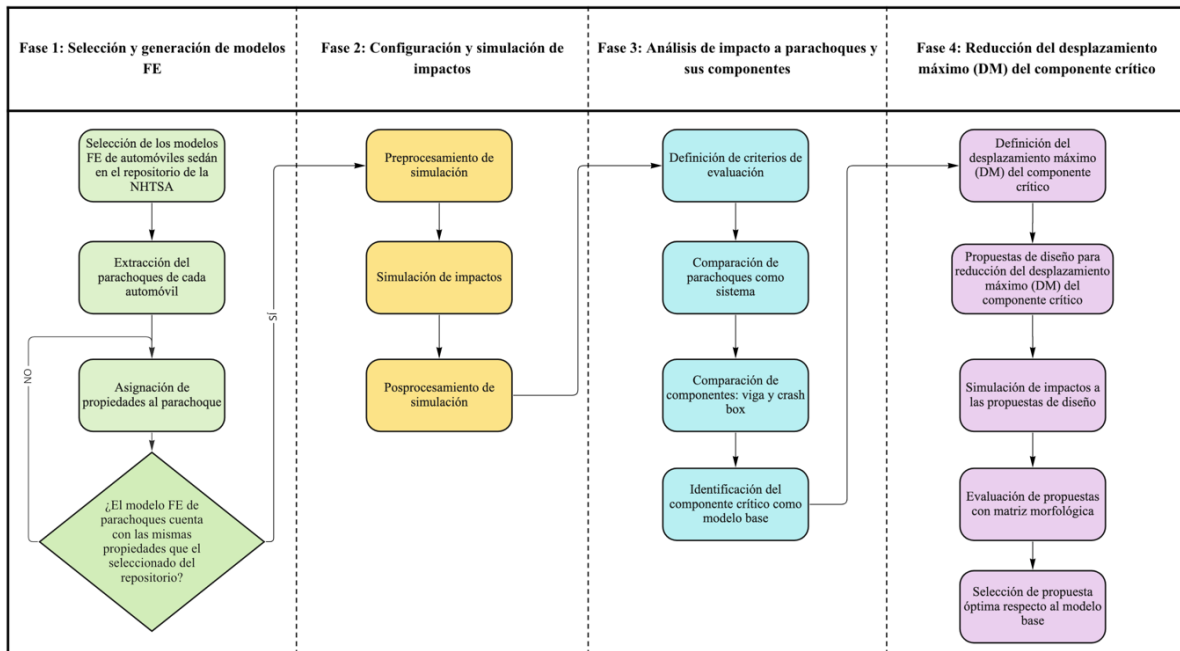 Fase 1: Selección y generación de modelos
FE
Fase 2: Configuración y simulación de
impactos
Fase 3: Análisis de impacto a parachoques y
sus componentes
Fase 4: Reducción del desplazamiento
máximo (DM) del componente crítico
Selección de los modelos
FE de automóviles sedán
en el repositorio de la
NHTSA
Extracción del
parachoques de cada
automóvil
Asignación de
propiedades al parachoque
¿El modelo FE de
parachoques cuenta
con las mismas
propiedades que el
seleccionado del
repositorio?
NO
SÍ
Preprocesamiento de
simulación
Simulación de impactos
Posprocesamiento de
simulación
Definición de criterios de
evaluación
Comparación de
parachoques como
sistema
Comparación de
componentes: viga y crash
box
Identificación del
componente crítico como
modelo base
Definición del
desplazamiento máximo
(DM) del componente
crítico
Propuestas de diseño para
reducción del desplazamiento
máximo (DM) del
componente crítico
Simulación de impactos a
las propuestas de diseño
Evaluación de propuestas
con matriz morfológica
Selección de propuesta
óptima respecto al modelo
base